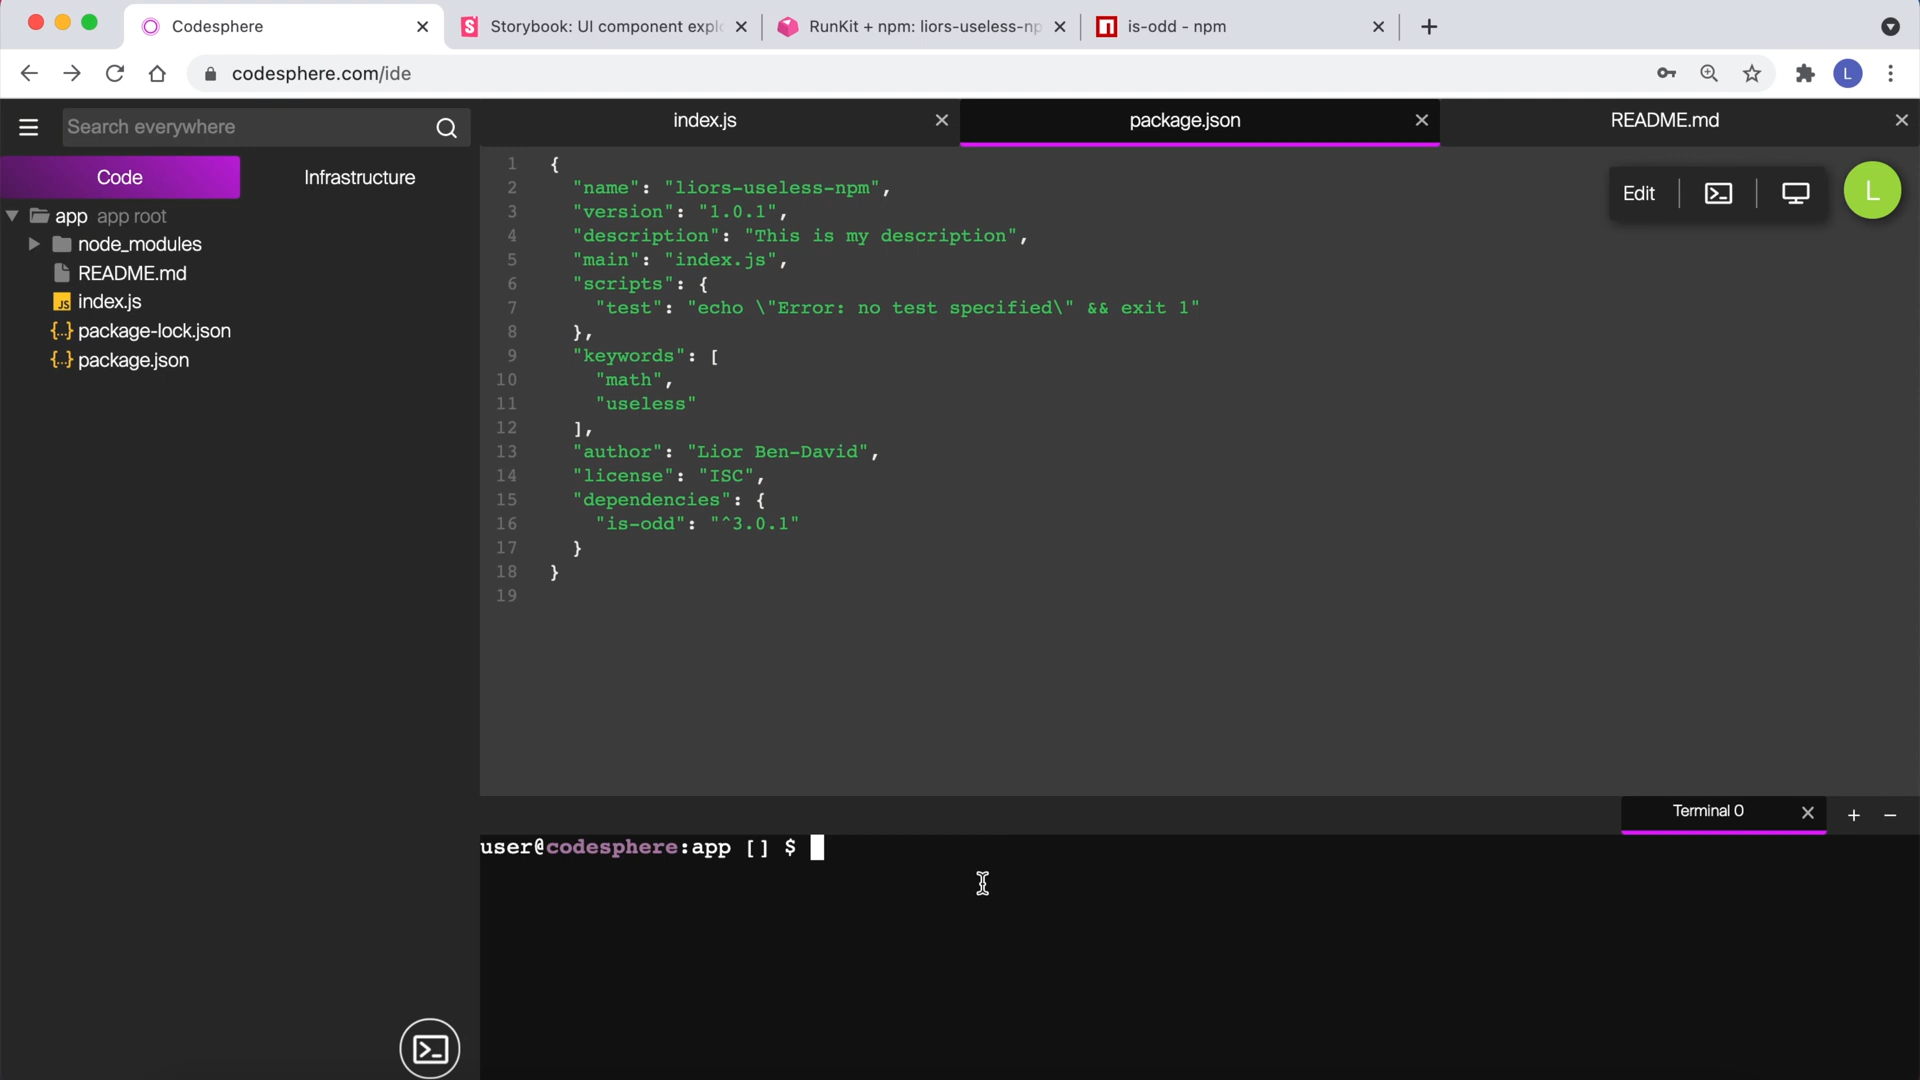 Codesphere
Storybook: UI component explo
RunKit + npm: liors-useless-np
is-odd - npm
codesphere.com/ide
L
Search everywhere
index.js
package.json
README.md
Code
Infrastructure
Edit
L
app app root
node_modules
README.md
index.js
package-lock.json
package.json
1 {
2 "name": "liors-useless-npm",
3 "version": "1.0.1",
4 "description": "This is my description",
5 "main": "index.js",
6 "scripts": {
7 "test": "echo \"Error: no test specified\" && exit 1"
8 },
9 "keywords": [
10 "math",
11 "useless"
12 ],
13 "author": "Lior Ben-David",
14 "license": "ISC",
15 "dependencies": {
16 "is-odd": "^3.0.1"
17 }
18 }
19
Terminal 0
user@codesphere:app [] $